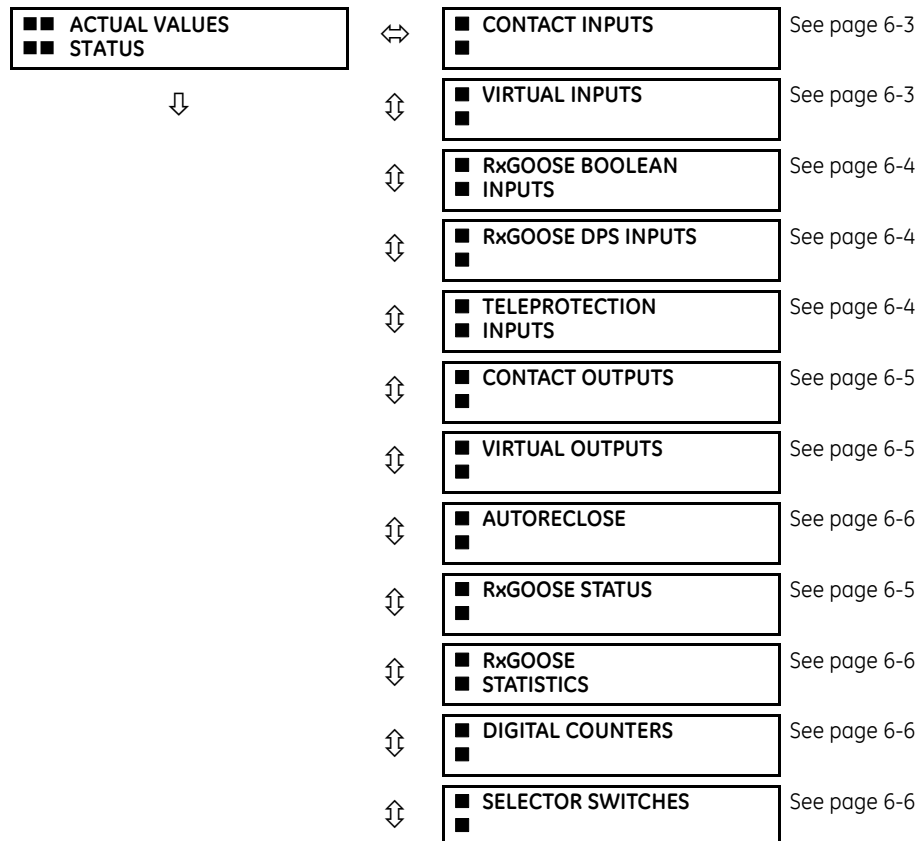 ■■ ACTUAL VALUES
■■ STATUS
■ CONTACT INPUTS
■
See page 6-3
■ VIRTUAL INPUTS
■
See page 6-3
■ RxGOOSE BOOLEAN
■ INPUTS
See page 6-4
■ RxGOOSE DPS INPUTS
■
See page 6-4
■ TELEPROTECTION
■ INPUTS
See page 6-4
■ CONTACT OUTPUTS
■
See page 6-5
■ VIRTUAL OUTPUTS
■
See page 6-5
■ AUTORECLOSE
■
See page 6-6
■ RxGOOSE STATUS
■
See page 6-5
■ RxGOOSE
■ STATISTICS
See page 6-6
■ DIGITAL COUNTERS
■
See page 6-6
■ SELECTOR SWITCHES
■
See page 6-6